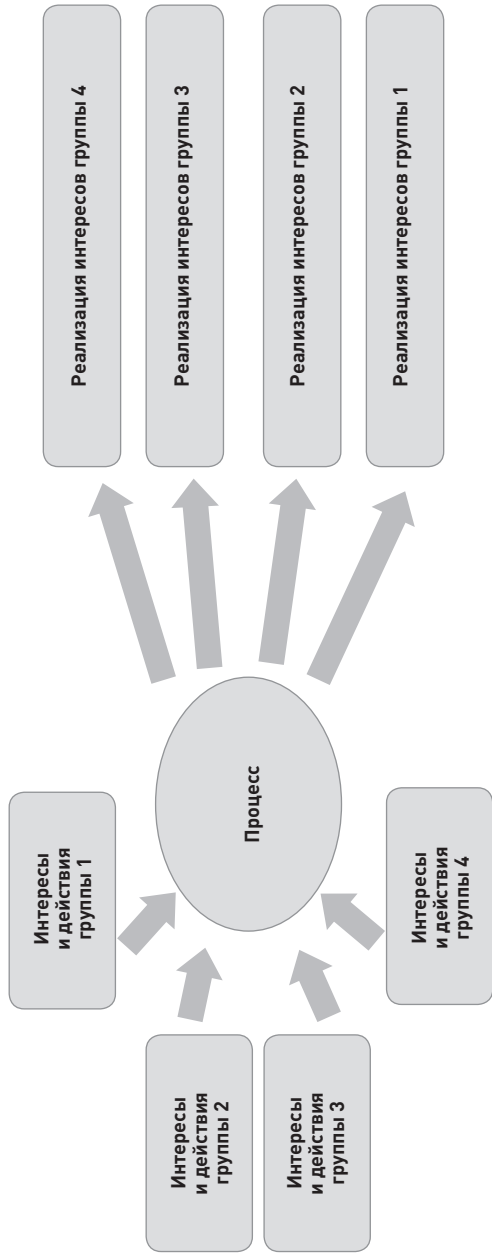 Интересы
и действия
группы 1
Интересы
и действия
группы 2
Интересы
и действия
группы 3
Интересы
и действия
группы 4
Процесс
Реализация интересов группы 4
Реализация интересов группы 3
Реализация интересов группы 2
Реализация интересов группы 1